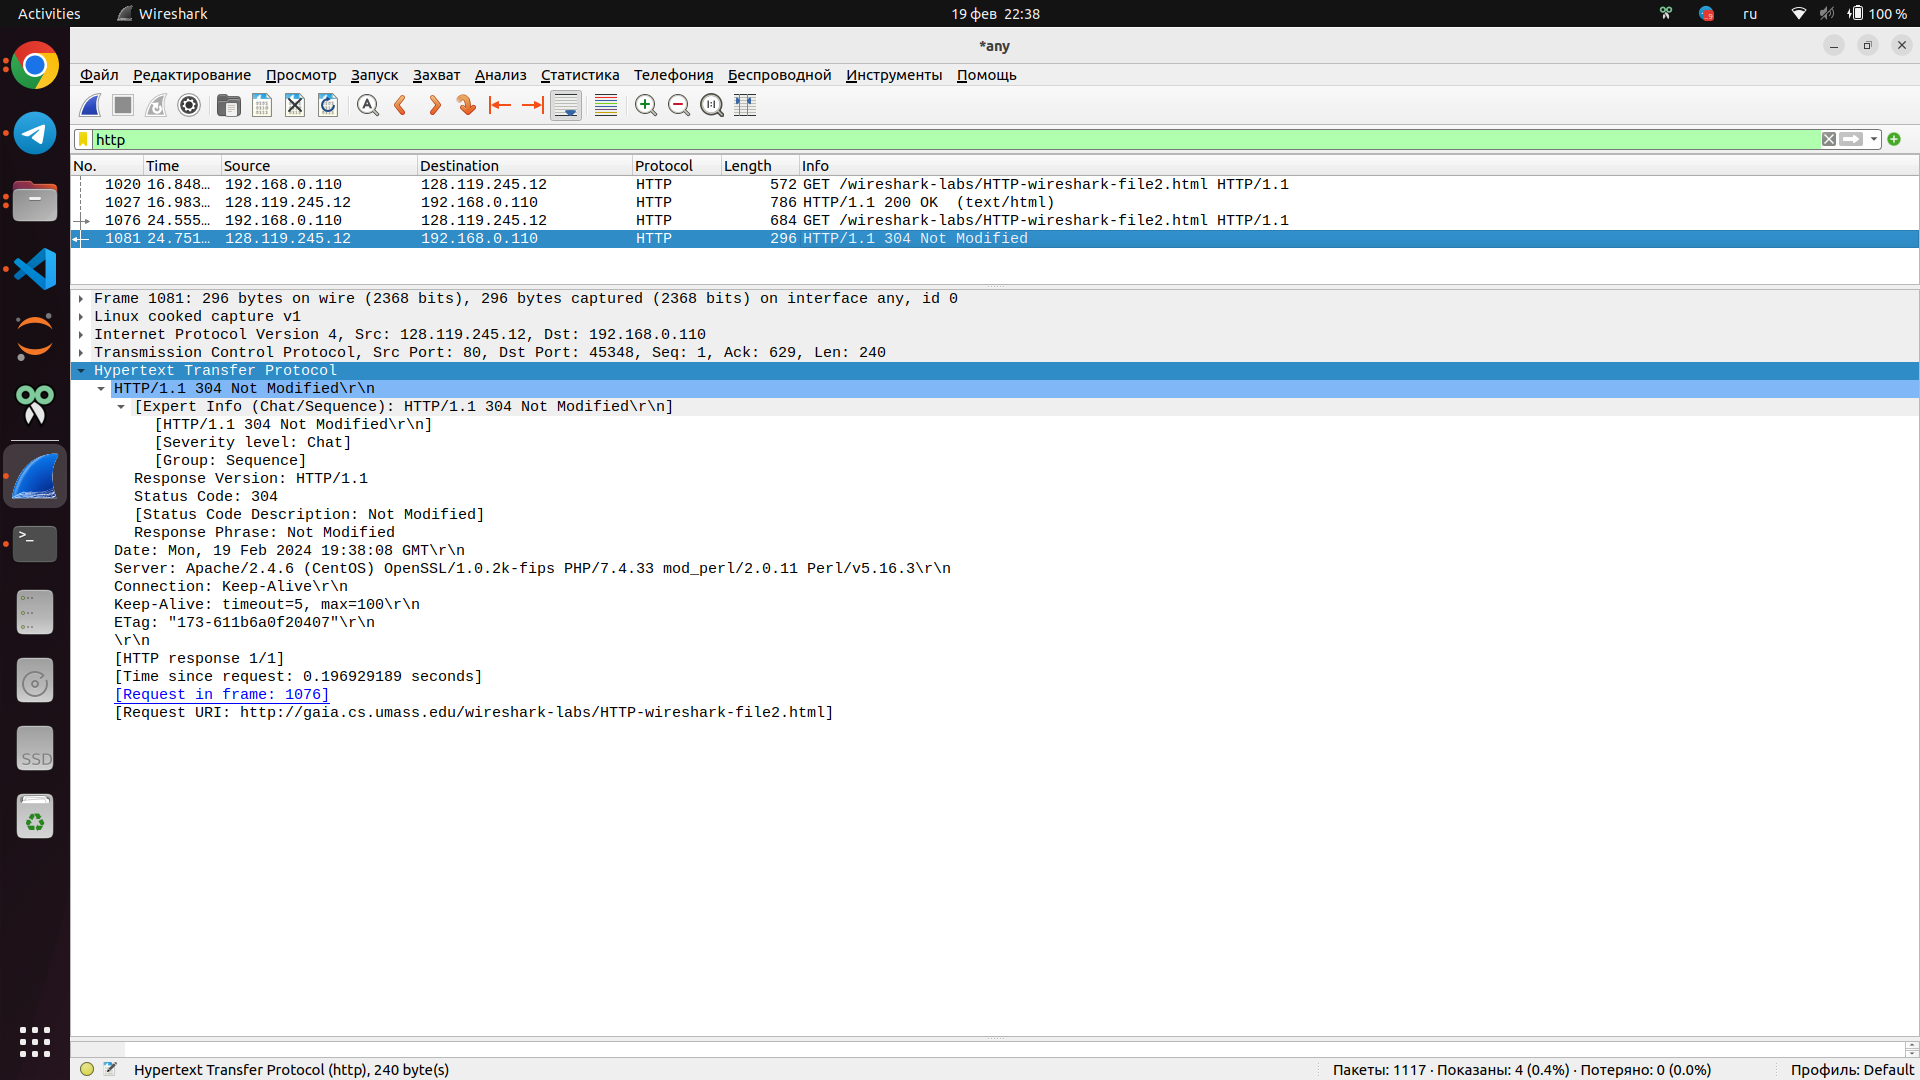 Activities
Wireshark
19 фев 22:38
ru
100 %
*any
Файл Редактирование Просмотр Запуск Захват Анализ Статистика Телефония Беспроводной Инструменты Помощь
http
No. Time Source Destination Protocol Length Info
1020 16.848… 192.168.0.110 128.119.245.12 HTTP 572 GET /wireshark-labs/HTTP-wireshark-file2.html HTTP/1.1
1027 16.983… 128.119.245.12 192.168.0.110 HTTP 786 HTTP/1.1 200 OK (text/html)
1076 24.555… 192.168.0.110 128.119.245.12 HTTP 684 GET /wireshark-labs/HTTP-wireshark-file2.html HTTP/1.1
1081 24.751… 128.119.245.12 192.168.0.110 HTTP 296 HTTP/1.1 304 Not Modified
Frame 1081: 296 bytes on wire (2368 bits), 296 bytes captured (2368 bits) on interface any, id 0
Linux cooked capture v1
Internet Protocol Version 4, Src: 128.119.245.12, Dst: 192.168.0.110
Transmission Control Protocol, Src Port: 80, Dst Port: 45348, Seq: 1, Ack: 629, Len: 240
Hypertext Transfer Protocol
HTTP/1.1 304 Not Modified\r\n
[Expert Info (Chat/Sequence): HTTP/1.1 304 Not Modified\r\n]
[HTTP/1.1 304 Not Modified\r\n]
[Severity level: Chat]
[Group: Sequence]
Response Version: HTTP/1.1
Status Code: 304
[Status Code Description: Not Modified]
Response Phrase: Not Modified
Date: Mon, 19 Feb 2024 19:38:08 GMT\r\n
Server: Apache/2.4.6 (CentOS) OpenSSL/1.0.2k-fips PHP/7.4.33 mod_perl/2.0.11 Perl/v5.16.3\r\n
Connection: Keep-Alive\r\n
Keep-Alive: timeout=5, max=100\r\n
ETag: "173-611b6a0f20407"\r\n
\r\n
[HTTP response 1/1]
[Time since request: 0.196929189 seconds]
[Request in frame: 1076]
[Request URI: http://gaia.cs.umass.edu/wireshark-labs/HTTP-wireshark-file2.html]
SSD
Hypertext Transfer Protocol (http), 240 byte(s)
Пакеты: 1117 · Показаны: 4 (0.4%) · Потеряно: 0 (0.0%)
Профиль: Default